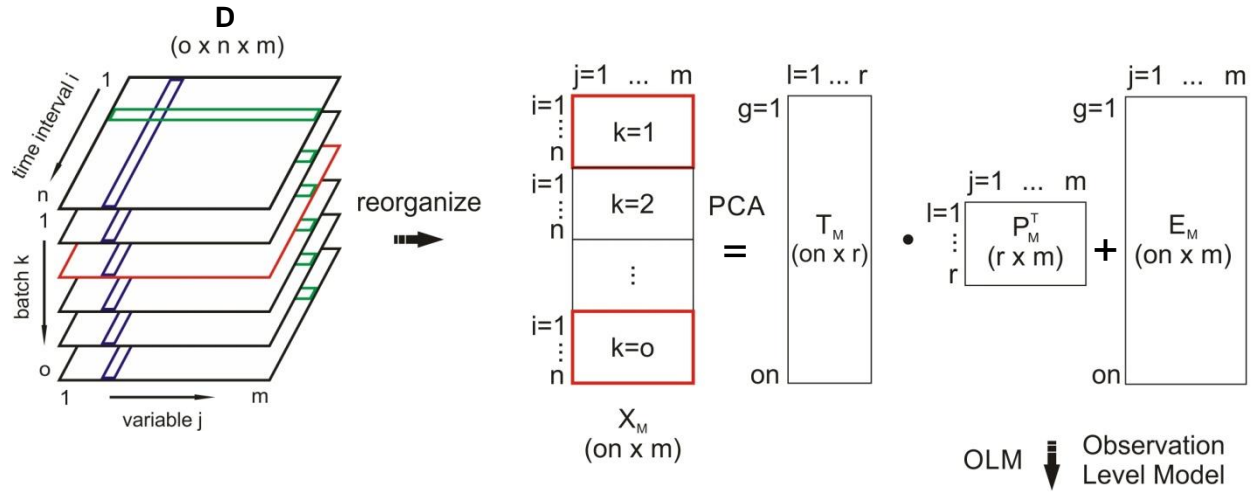 D
(o x n x m)
time interval i
1
n
1
batch k
o
1
m
variable j
reorganize
j=1 ... m
i=1
n
k=1
i=1
n
k=2
⋮
i=1
n
k=o
X_M
(on x m)
PCA
=
l=1 ... r
g=1
on
T_M
(on x r)
•
j=1 ... m
l=1
⋮
r
P_M^T
(r x m)
+
j=1 ... m
g=1
on
E_M
(on x m)
OLM
Observation
Level Model